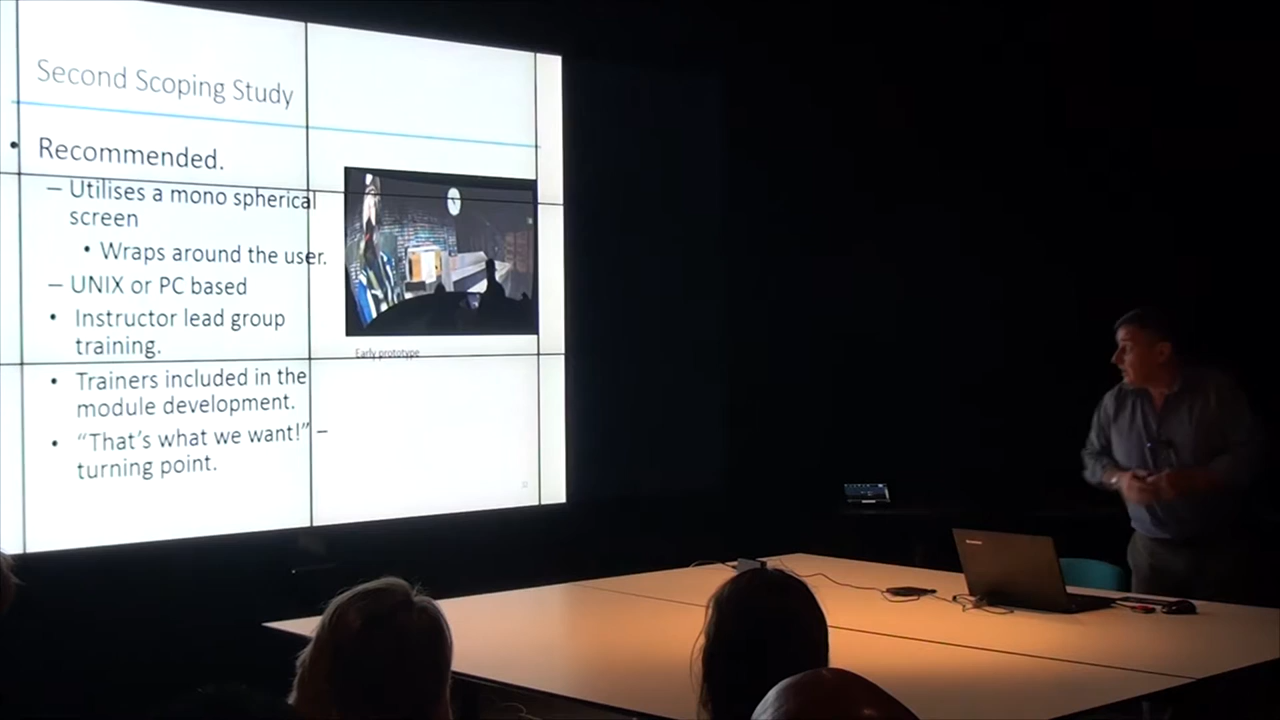 Second Scoping Study
• Recommended.
– Utilises a mono spherical
screen
• Wraps around the user.
– UNIX or PC based
• Instructor lead group
training.
• Trainers included in the
module development.
• “That’s what we want!” –
turning point.
Early prototype